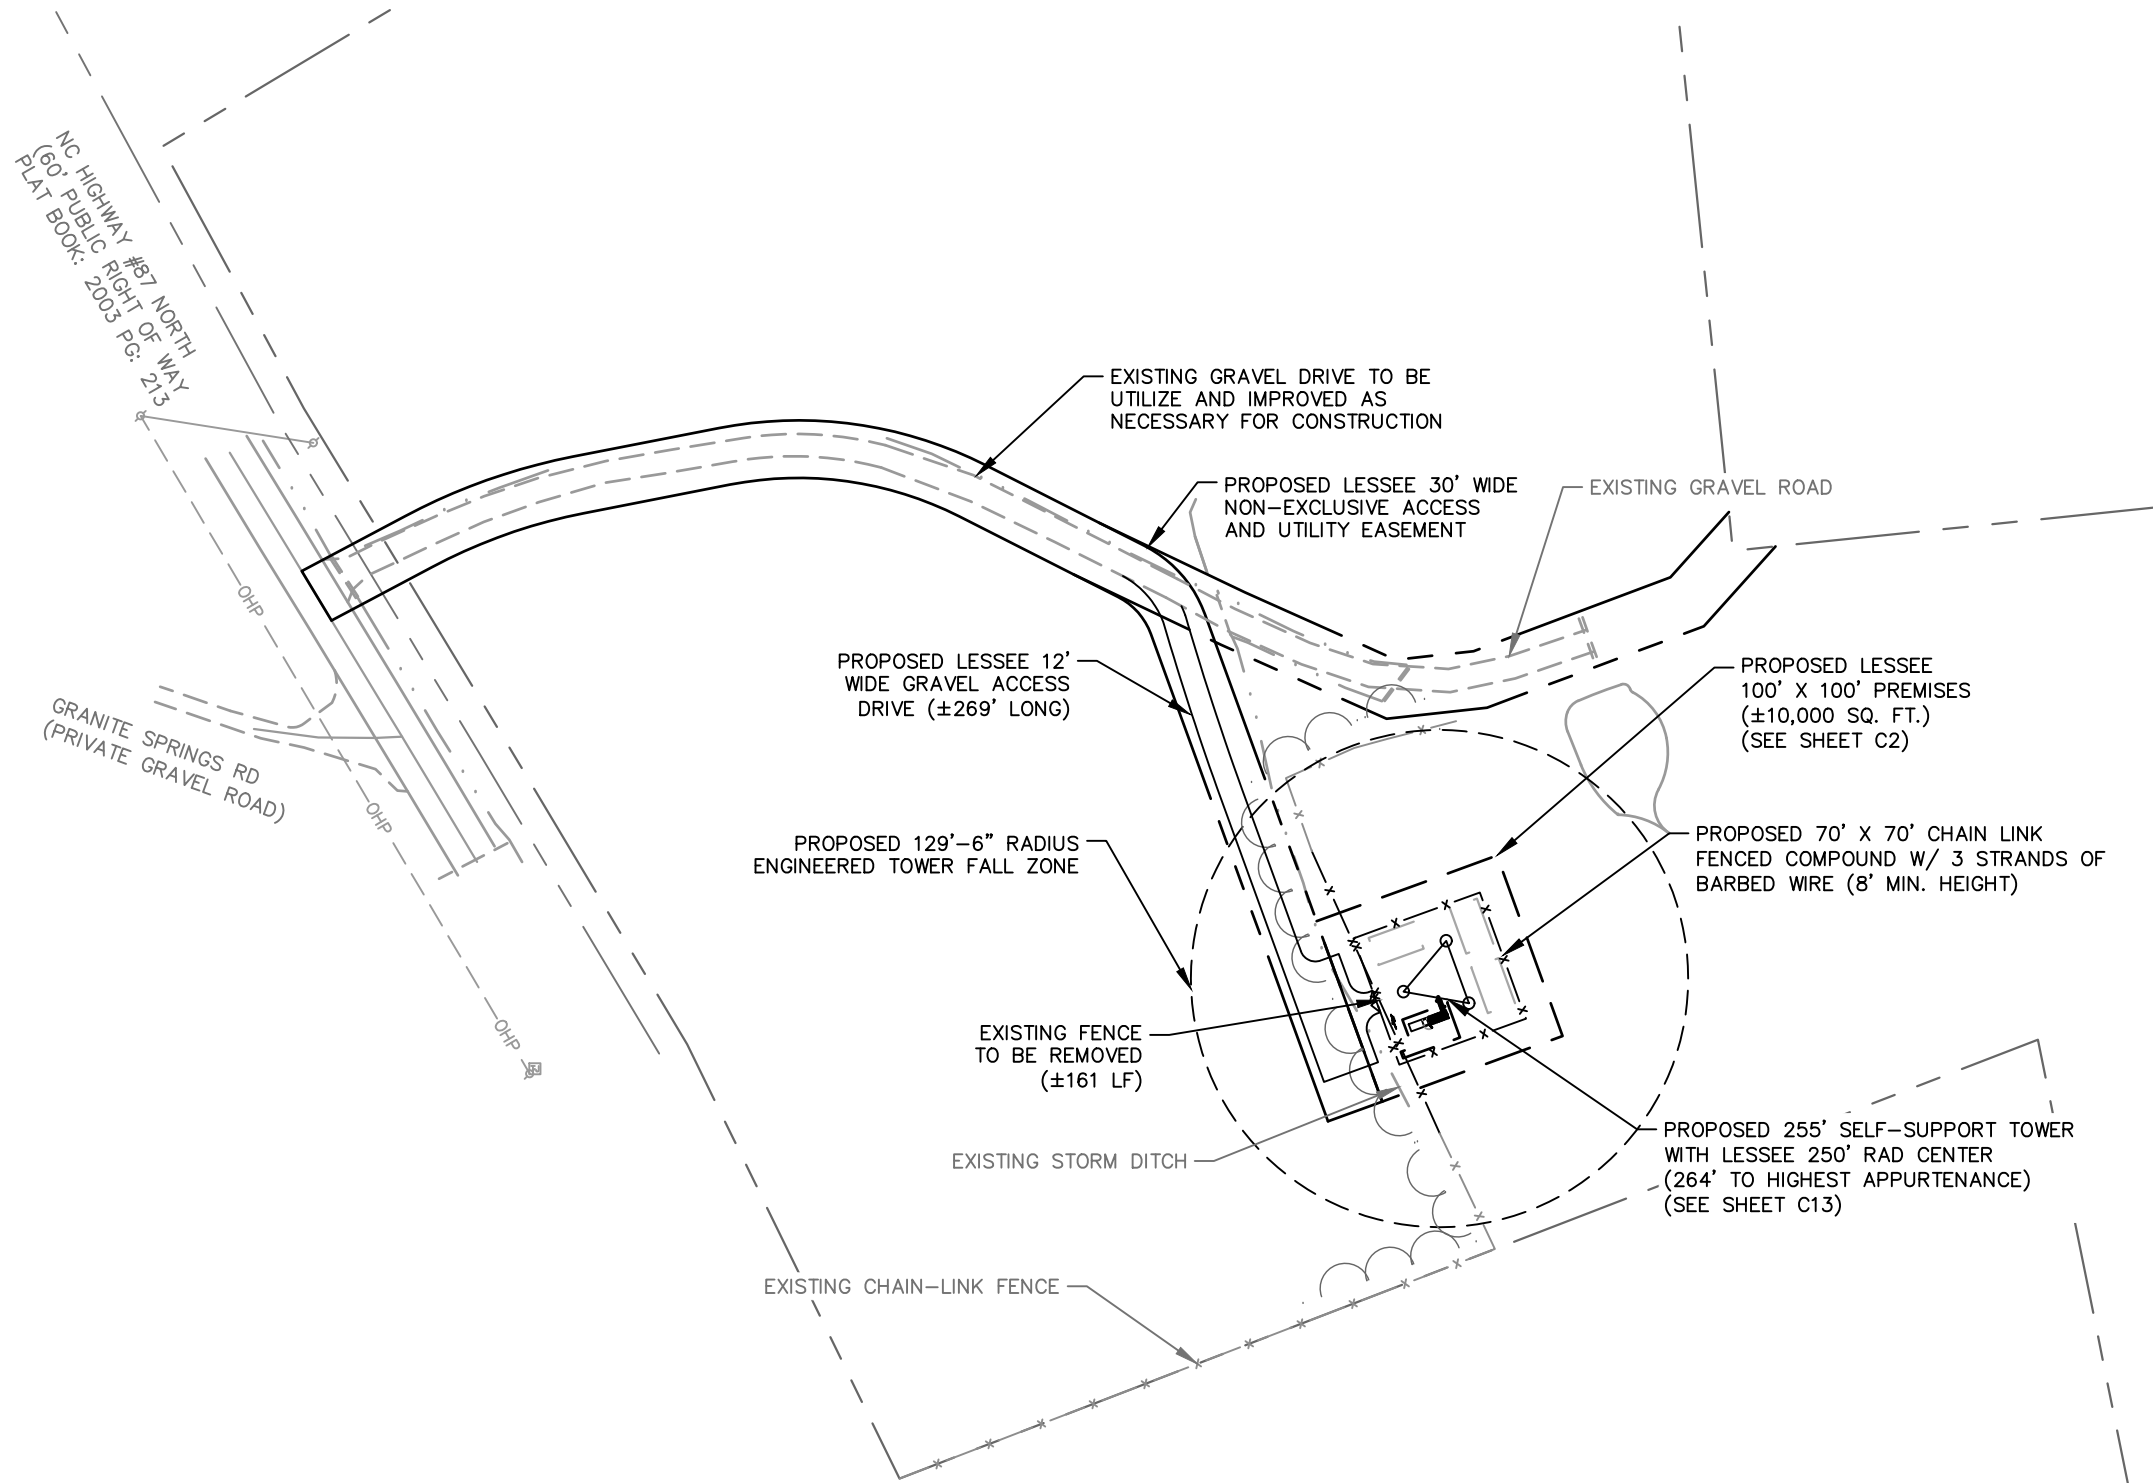 NC HIGHWAY #87 NORTH
(60' PUBLIC RIGHT OF WAY
PLAT BOOK: 2003 PG: 213
EXISTING GRAVEL DRIVE TO BE
UTILIZE AND IMPROVED AS
NECESSARY FOR CONSTRUCTION
PROPOSED LESSEE 30' WIDE
NON-EXCLUSIVE ACCESS
AND UTILITY EASEMENT
EXISTING GRAVEL ROAD
OHP
PROPOSED LESSEE 12'
WIDE GRAVEL ACCESS
DRIVE (±269' LONG)
PROPOSED LESSEE
100' X 100' PREMISES
(±10,000 SQ. FT.)
(SEE SHEET C2)
GRANITE SPRINGS RD
(PRIVATE GRAVEL ROAD)
OHP
PROPOSED 129'-6" RADIUS
ENGINEERED TOWER FALL ZONE
PROPOSED 70' X 70' CHAIN LINK
FENCED COMPOUND W/ 3 STRANDS OF
BARBED WIRE (8' MIN. HEIGHT)
OHP
EXISTING FENCE
TO BE REMOVED
(±161 LF)
EXISTING STORM DITCH
PROPOSED 255' SELF-SUPPORT TOWER
WITH LESSEE 250' RAD CENTER
(264' TO HIGHEST APPURTENANCE)
(SEE SHEET C13)
EXISTING CHAIN-LINK FENCE